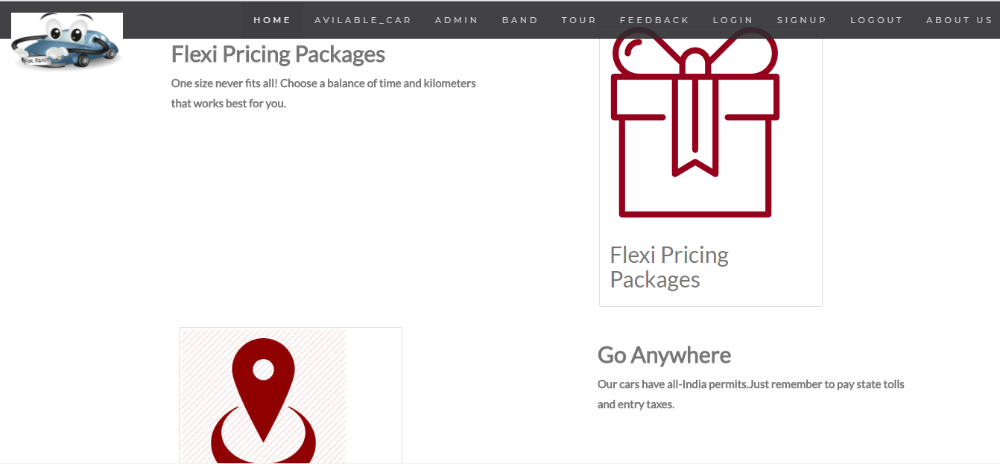 HOME AVILABLE_CAR ADMIN BAND TOUR FEEDBACK LOGIN SIGNUP LOGOUT ABOUT US
FOR RENT
Flexi Pricing Packages
One size never fits all! Choose a balance of time and kilometers
that works best for you.
Flexi Pricing
Packages
Go Anywhere
Our cars have all-India permits.Just remember to pay state tolls
and entry taxes.